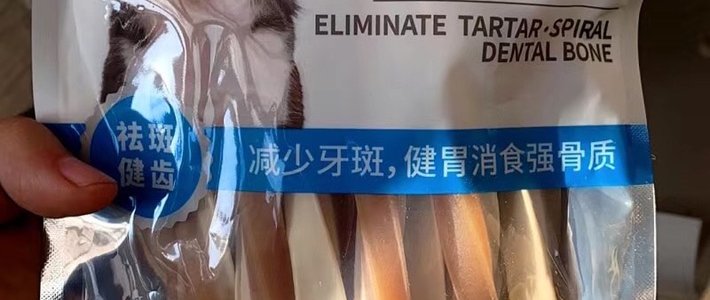 ELIMINATE TARTAR·SPIRAL
DENTAL BONE
祛斑
健齿
减少牙斑,健胃消食强骨质